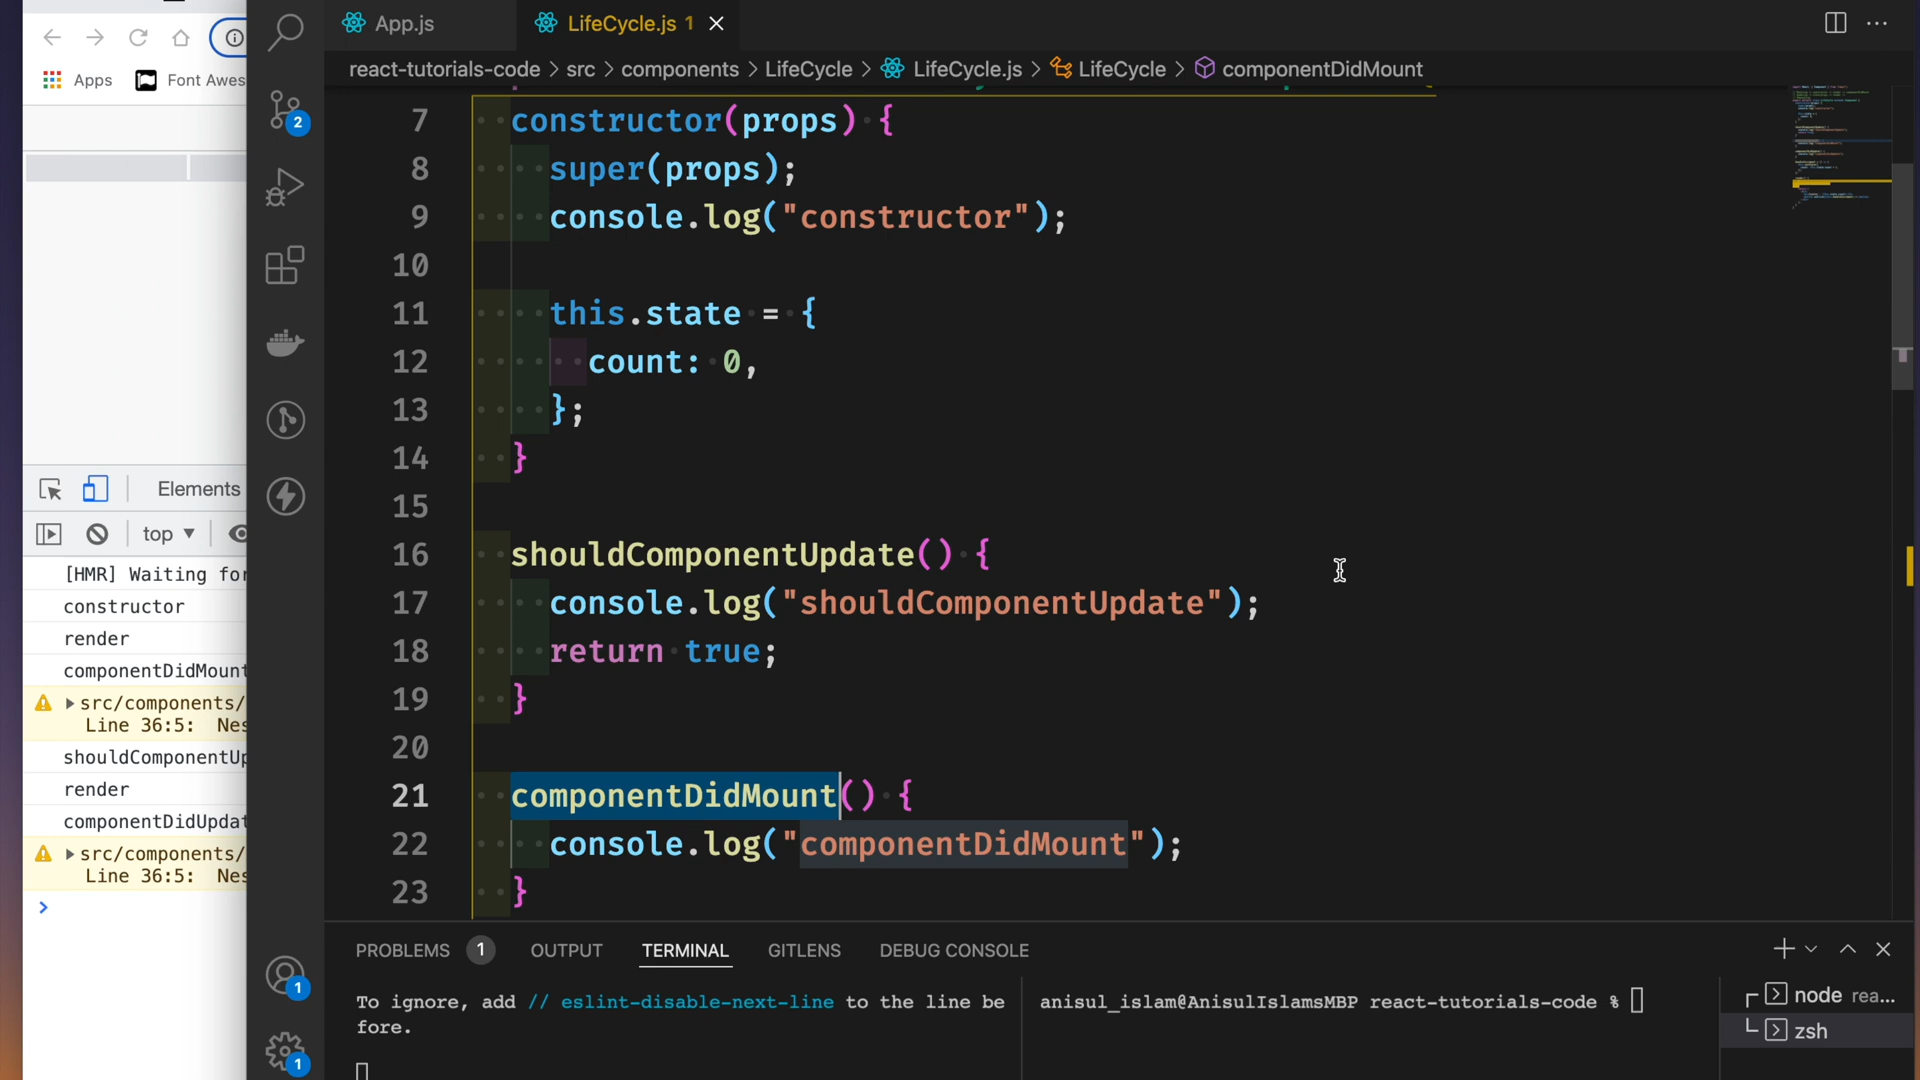 App.js
LifeCycle.js 1
react-tutorials-code > src > components > LifeCycle > LifeCycle.js > LifeCycle > componentDidMount
Apps
Font Awes
2
7 constructor(props) {
8 super(props);
9 console.log("constructor");
10
11 this.state = {
12 count: 0,
13 };
14 }
15
16 shouldComponentUpdate() {
17 console.log("shouldComponentUpdate");
18 return true;
19 }
20
21 componentDidMount() {
22 console.log("componentDidMount");
23 }
Elements
top
[HMR] Waiting for
constructor
render
componentDidMount
src/components/
Line 36:5: Nes
shouldComponentUp
render
componentDidUpdat
src/components/
Line 36:5: Nes
>
1
1
PROBLEMS 1 OUTPUT TERMINAL GITLENS DEBUG CONSOLE
To ignore, add // eslint-disable-next-line to the line be
fore.
anisul_islam@AnisulIslamsMBP react-tutorials-code %
node rea...
zsh